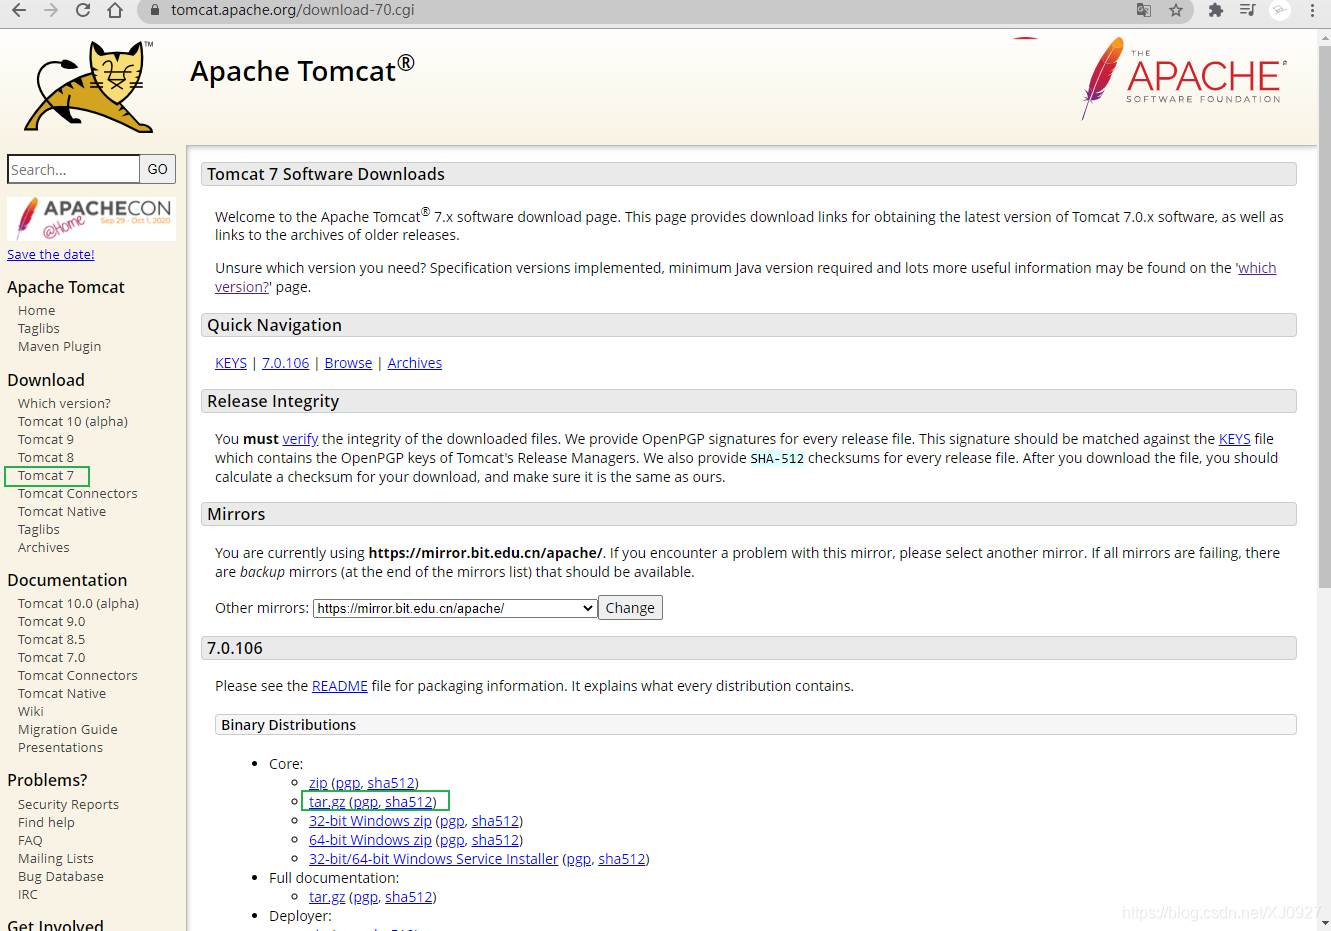 tomcat.apache.org/download-70.cgi
TM
Apache Tomcat®
THE
APACHE®
SOFTWARE FOUNDATION
Search...
GO
APACHECON
Sep 29 - Oct 1, 2020
@Home
Save the date!
Apache Tomcat
Home
Taglibs
Maven Plugin
Download
Which version?
Tomcat 10 (alpha)
Tomcat 9
Tomcat 8
Tomcat 7
Tomcat Connectors
Tomcat Native
Taglibs
Archives
Documentation
Tomcat 10.0 (alpha)
Tomcat 9.0
Tomcat 8.5
Tomcat 7.0
Tomcat Connectors
Tomcat Native
Wiki
Migration Guide
Presentations
Problems?
Security Reports
Find help
FAQ
Mailing Lists
Bug Database
IRC
Get Involved
Tomcat 7 Software Downloads
Welcome to the Apache Tomcat® 7.x software download page. This page provides download links for obtaining the latest version of Tomcat 7.0.x software, as well as
links to the archives of older releases.
Unsure which version you need? Specification versions implemented, minimum Java version required and lots more useful information may be found on the 'which
version?' page.
Quick Navigation
KEYS | 7.0.106 | Browse | Archives
Release Integrity
You must verify the integrity of the downloaded files. We provide OpenPGP signatures for every release file. This signature should be matched against the KEYS file
which contains the OpenPGP keys of Tomcat's Release Managers. We also provide SHA-512 checksums for every release file. After you download the file, you should
calculate a checksum for your download, and make sure it is the same as ours.
Mirrors
You are currently using https://mirror.bit.edu.cn/apache/. If you encounter a problem with this mirror, please select another mirror. If all mirrors are failing, there
are backup mirrors (at the end of the mirrors list) that should be available.
Other mirrors: https://mirror.bit.edu.cn/apache/ Change
7.0.106
Please see the README file for packaging information. It explains what every distribution contains.
Binary Distributions
Core:
zip (pgp, sha512)
tar.gz (pgp, sha512)
32-bit Windows zip (pgp, sha512)
64-bit Windows zip (pgp, sha512)
32-bit/64-bit Windows Service Installer (pgp, sha512)
Full documentation:
tar.gz (pgp, sha512)
Deployer:
https://blog.csdn.net/XJ0927